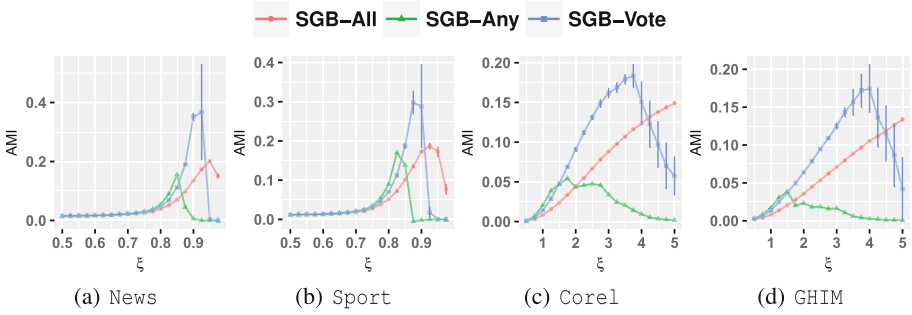 SGB-All SGB-Any SGB-Vote
AMI
0.4
0.2
0.0
0.5 0.6 0.7 0.8 0.9
ξ
(a) News
AMI
0.4
0.3
0.2
0.1
0.0
0.5 0.6 0.7 0.8 0.9
ξ
(b) Sport
AMI
0.20
0.15
0.10
0.05
0.00
1 2 3 4 5
ξ
(c) Corel
AMI
0.20
0.15
0.10
0.05
0.00
1 2 3 4 5
ξ
(d) GHIM